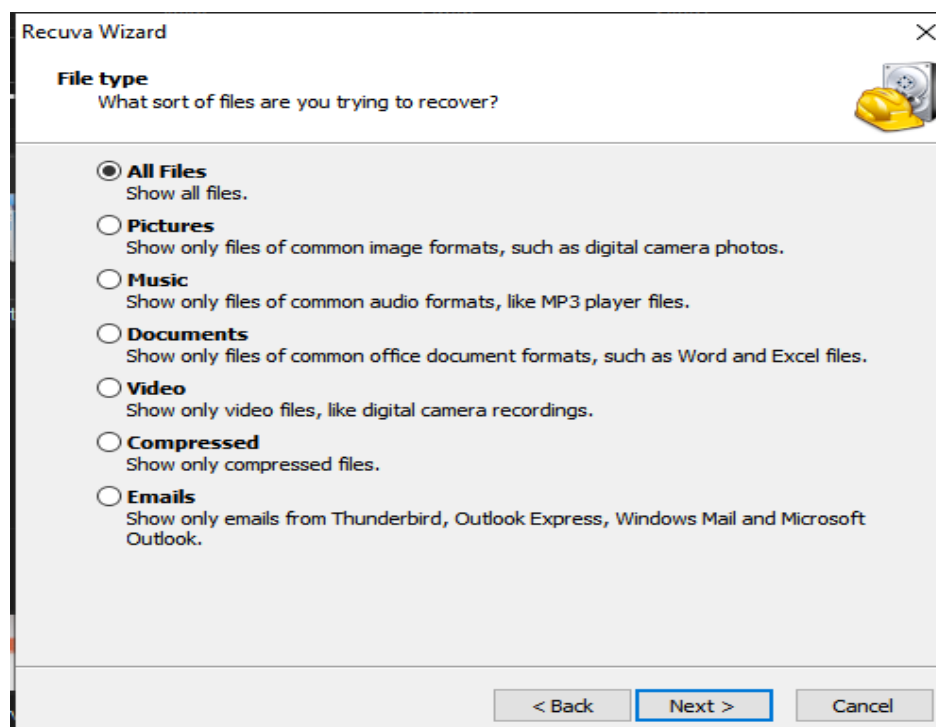 Recuva Wizard
File type
What sort of files are you trying to recover?
All Files
Show all files.
Pictures
Show only files of common image formats, such as digital camera photos.
Music
Show only files of common audio formats, like MP3 player files.
Documents
Show only files of common office document formats, such as Word and Excel files.
Video
Show only video files, like digital camera recordings.
Compressed
Show only compressed files.
Emails
Show only emails from Thunderbird, Outlook Express, Windows Mail and Microsoft
Outlook.
< Back Next > Cancel